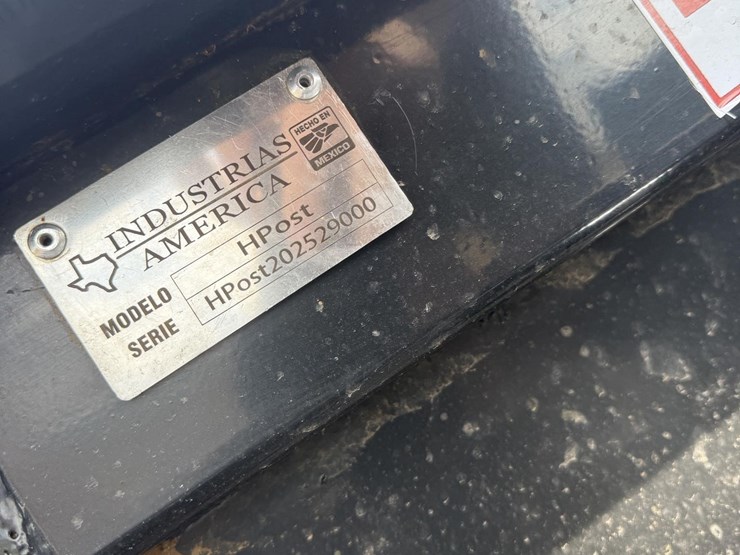 INDUSTRIAS
AMERICA
HECHO EN
MEXICO
MODELO HPost
SERIE HPost202529000